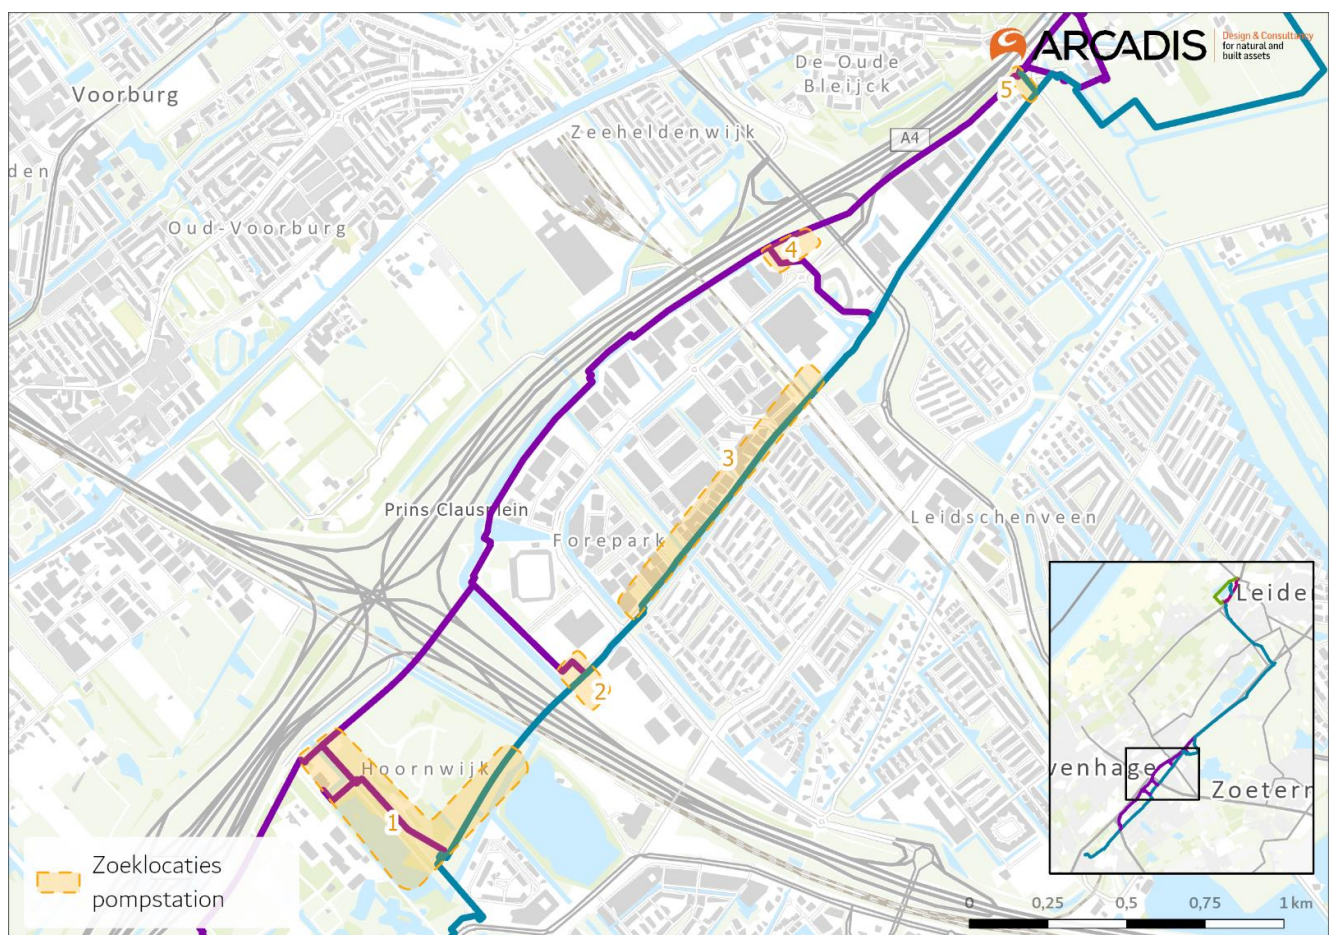 ARCADIS
Design & Consultancy
for natural and
built assets
De Oude
Bleijck
5
Voorburg
Zeeheldenwijk
A4
den
Oud-Voorburg
4
3
Prins Clausplein
Forepark
Leidschenveen
2
Hoornwijk
1
Zoeklocaties
pompstation
Leiden
venhage
Zoeterm
0
0,25
0,5
0,75
1 km